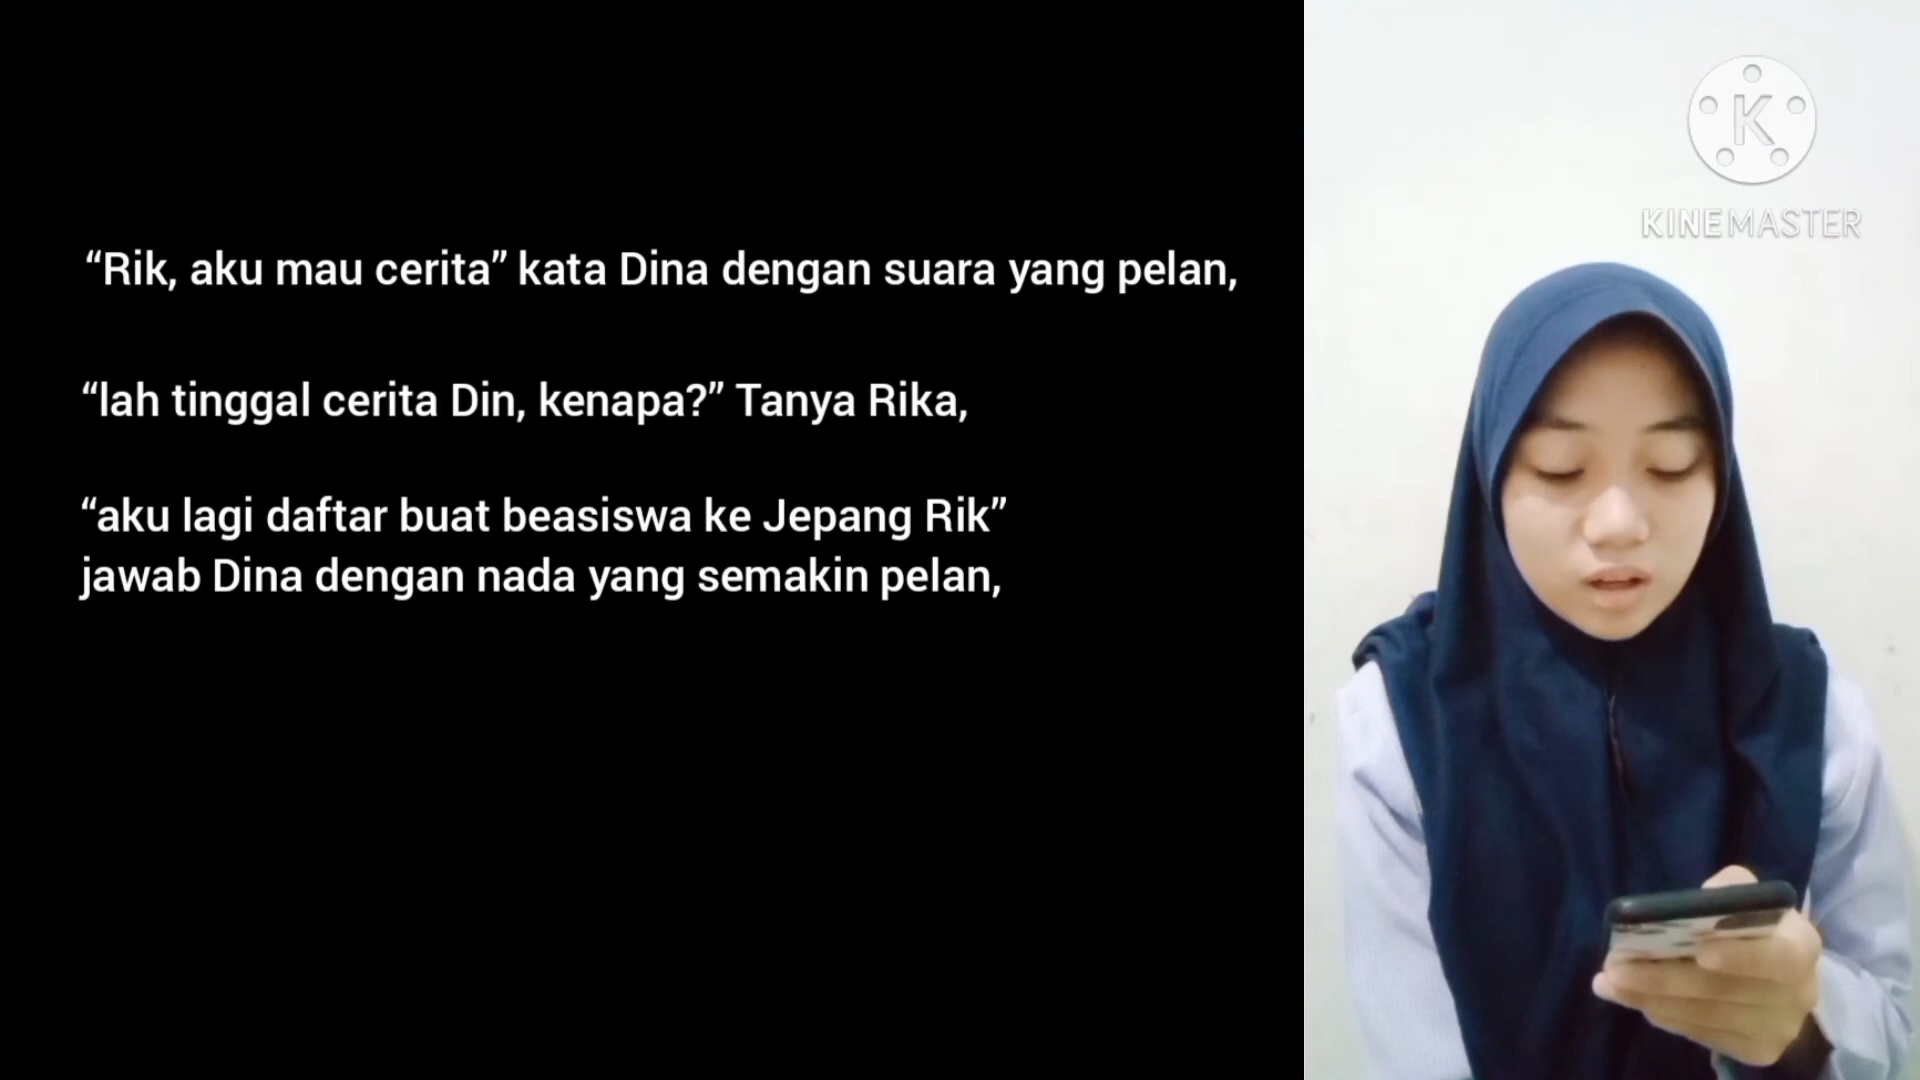 “Rik, aku mau cerita” kata Dina dengan suara yang pelan,
“lah tinggal cerita Din, kenapa?” Tanya Rika,
“aku lagi daftar buat beasiswa ke Jepang Rik”
jawab Dina dengan nada yang semakin pelan,
K
KINEMASTER